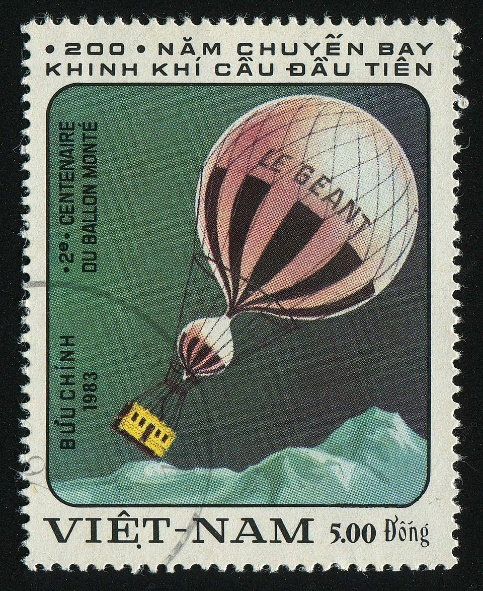 • 200 • NĂM CHUYẾN BAY
KHINH KHÍ CẦU ĐẦU TIÊN
• 2e • CENTENAIRE
DU BALLON MONTÉ
LE GEANT
BƯU CHÍNH
1983
VIỆT-NAM 5.00 Đồng